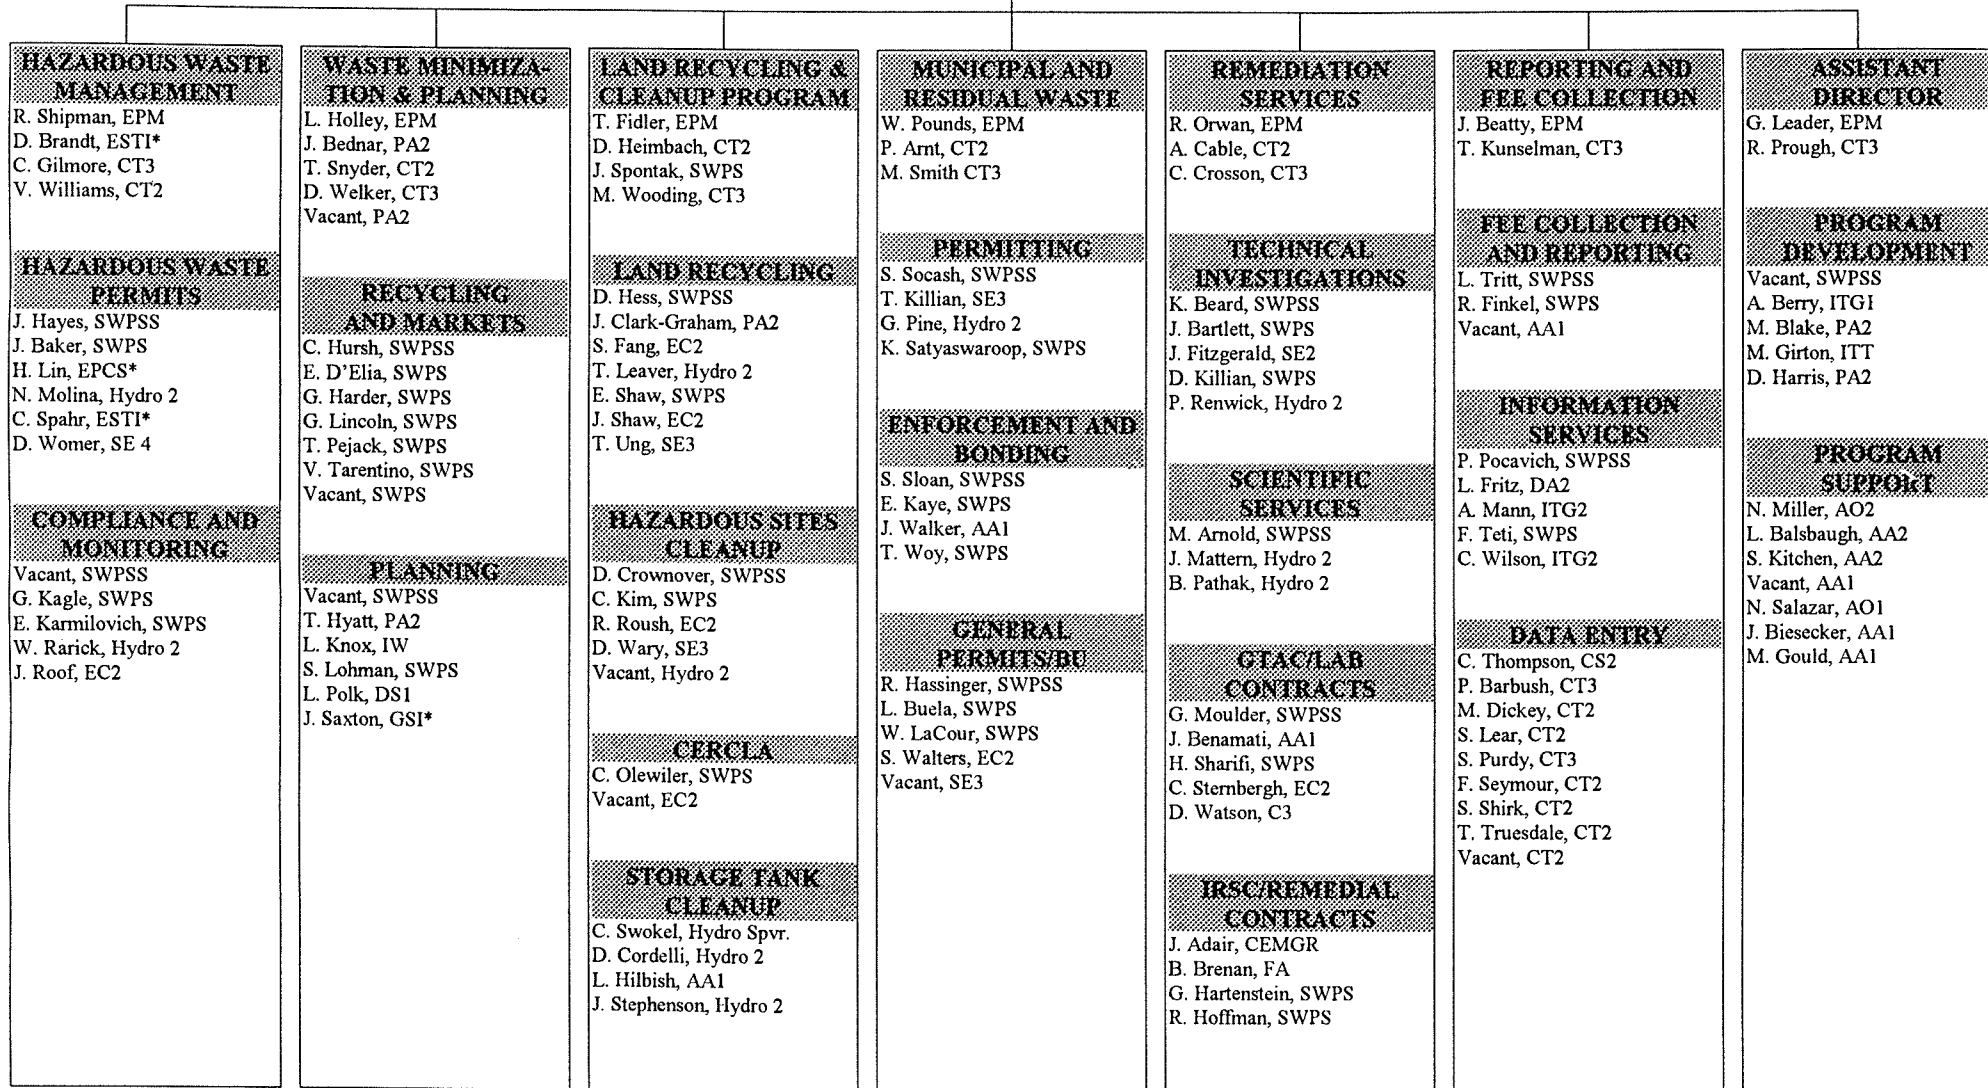 HAZARDOUS WASTE
MANAGEMENT
R. Shipman, EPM
D. Brandt, ESTI*
C. Gilmore, CT3
V. Williams, CT2
HAZARDOUS WASTE
PERMITS
J. Hayes, SWPSS
J. Baker, SWPS
H. Lin, EPCS*
N. Molina, Hydro 2
C. Spahr, ESTI*
D. Womer, SE 4
COMPLIANCE AND
MONITORING
Vacant, SWPSS
G. Kagle, SWPS
E. Karmilovich, SWPS
W. Rarick, Hydro 2
J. Roof, EC2
WASTE MINIMIZA-
TION & PLANNING
L. Holley, EPM
J. Bednar, PA2
T. Snyder, CT2
D. Welker, CT3
Vacant, PA2
RECYCLING
AND MARKETS
C. Hursh, SWPSS
E. D'Elia, SWPS
G. Harder, SWPS
G. Lincoln, SWPS
T. Pejack, SWPS
V. Tarentino, SWPS
Vacant, SWPS
PLANNING
Vacant, SWPSS
T. Hyatt, PA2
L. Knox, IW
S. Lohman, SWPS
L. Polk, DS1
J. Saxton, GSI*
LAND RECYCLING &
CLEANUP PROGRAM
T. Fidler, EPM
D. Heimbach, CT2
J. Spontak, SWPS
M. Wooding, CT3
LAND RECYCLING
D. Hess, SWPSS
J. Clark-Graham, PA2
S. Fang, EC2
T. Leaver, Hydro 2
E. Shaw, SWPS
J. Shaw, EC2
T. Ung, SE3
HAZARDOUS SITES
CLEANUP
D. Crownover, SWPSS
C. Kim, SWPS
R. Roush, EC2
D. Wary, SE3
Vacant, Hydro 2
CERCLA
C. Olewiler, SWPS
Vacant, EC2
STORAGE TANK
CLEANUP
C. Swokel, Hydro Spvr.
D. Cordelli, Hydro 2
L. Hilbish, AA1
J. Stephenson, Hydro 2
MUNICIPAL AND
RESIDUAL WASTE
W. Pounds, EPM
P. Arnt, CT2
M. Smith CT3
PERMITTING
S. Socash, SWPSS
T. Killian, SE3
G. Pine, Hydro 2
K. Satyaswaroop, SWPS
ENFORCEMENT AND
BONDING
S. Sloan, SWPSS
E. Kaye, SWPS
J. Walker, AA1
T. Woy, SWPS
GENERAL
PERMITS/BU
R. Hassinger, SWPSS
L. Buela, SWPS
W. LaCour, SWPS
S. Walters, EC2
Vacant, SE3
REMEDIATION
SERVICES
R. Orwan, EPM
A. Cable, CT2
C. Crosson, CT3
TECHNICAL
INVESTIGATIONS
K. Beard, SWPSS
J. Bartlett, SWPS
J. Fitzgerald, SE2
D. Killian, SWPS
P. Renwick, Hydro 2
SCIENTIFIC
SERVICES
M. Arnold, SWPSS
J. Mattern, Hydro 2
B. Pathak, Hydro 2
GTAC/LAB
CONTRACTS
G. Moulder, SWPSS
J. Benamati, AA1
H. Sharifi, SWPS
C. Sternbergh, EC2
D. Watson, C3
IRSC/REMEDIAL
CONTRACTS
J. Adair, CEMGR
B. Brenan, FA
G. Hartenstein, SWPS
R. Hoffman, SWPS
REPORTING AND
FEE COLLECTION
J. Beatty, EPM
T. Kunselman, CT3
FEE COLLECTION
AND REPORTING
L. Tritt, SWPSS
R. Finkel, SWPS
Vacant, AA1
INFORMATION
SERVICES
P. Pocavich, SWPSS
L. Fritz, DA2
A. Mann, ITG2
F. Teti, SWPS
C. Wilson, ITG2
DATA ENTRY
C. Thompson, CS2
P. Barbush, CT3
M. Dickey, CT2
S. Lear, CT2
S. Purdy, CT3
F. Seymour, CT2
S. Shirk, CT2
T. Truesdale, CT2
Vacant, CT2
ASSISTANT
DIRECTOR
G. Leader, EPM
R. Prough, CT3
PROGRAM
DEVELOPMENT
Vacant, SWPSS
A. Berry, ITG1
M. Blake, PA2
M. Girton, ITT
D. Harris, PA2
PROGRAM
SUPPORT
N. Miller, AO2
L. Balsbaugh, AA2
S. Kitchen, AA2
Vacant, AA1
N. Salazar, AO1
J. Biesecker, AA1
M. Gould, AA1